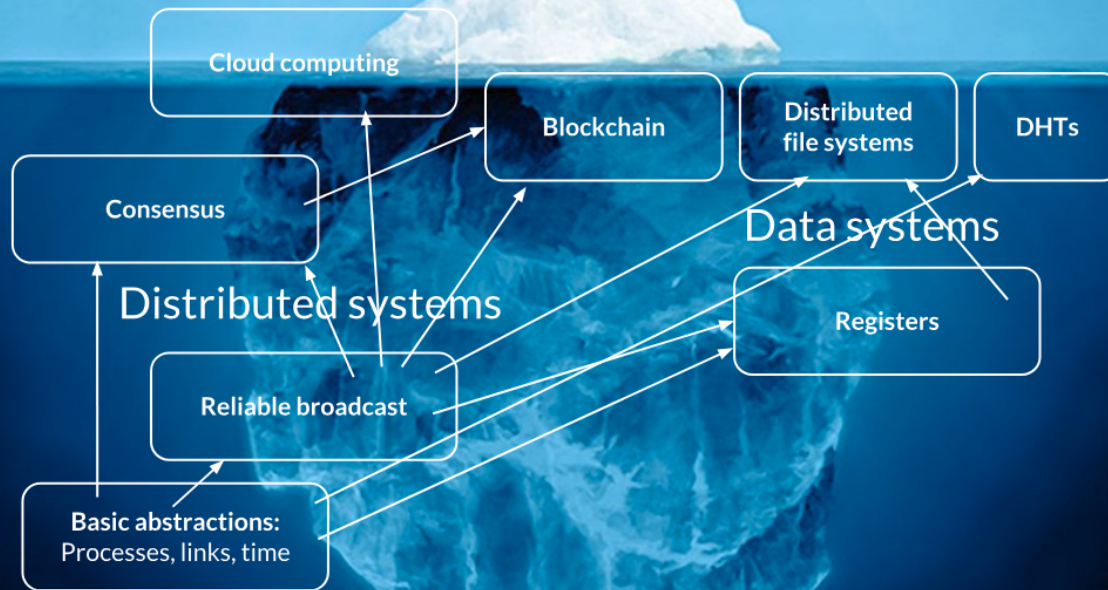 Cloud computing
Blockchain
Distributed
file systems
DHTs
Consensus
Data systems
Distributed systems
Registers
Reliable broadcast
Basic abstractions:
Processes, links, time